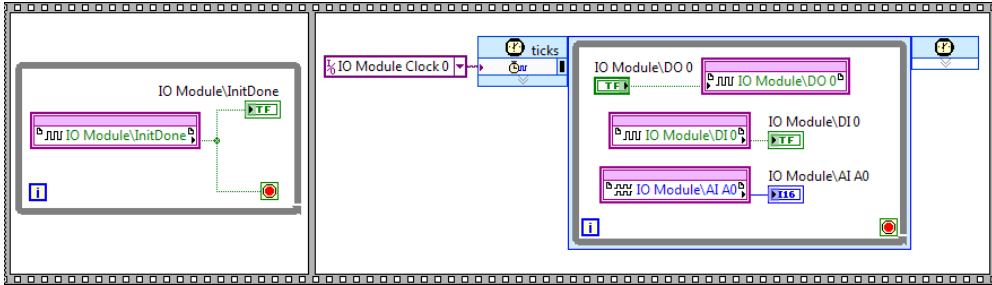 IO Module\InitDone
IO Module\InitDone
TF
i
IO Module Clock 0
ticks
IO Module\DO 0
TF
IO Module\DO 0
IO Module\DI 0
IO Module\DI 0
TF
IO Module\AI A0
IO Module\AI A0
I16
i